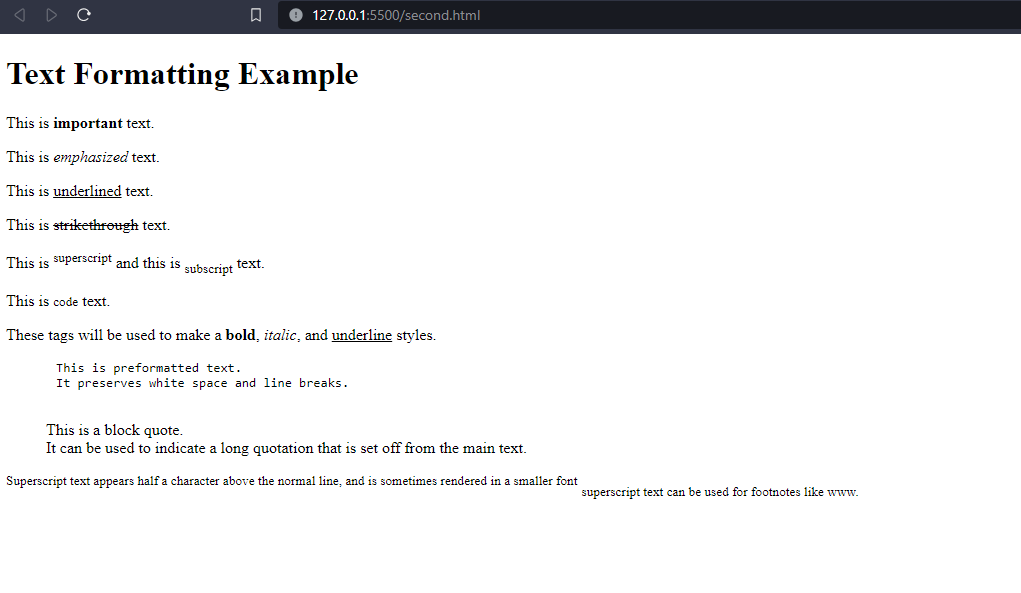 127.0.0.1:5500/second.html
Text Formatting Example
This is important text.
This is emphasized text.
This is underlined text.
This is strikethrough text.
This is superscript and this is subscript text.
This is code text.
These tags will be used to make a bold, italic, and underline styles.
This is preformatted text.
It preserves white space and line breaks.
This is a block quote.
It can be used to indicate a long quotation that is set off from the main text.
Superscript text appears half a character above the normal line, and is sometimes rendered in a smaller font superscript text can be used for footnotes like www.